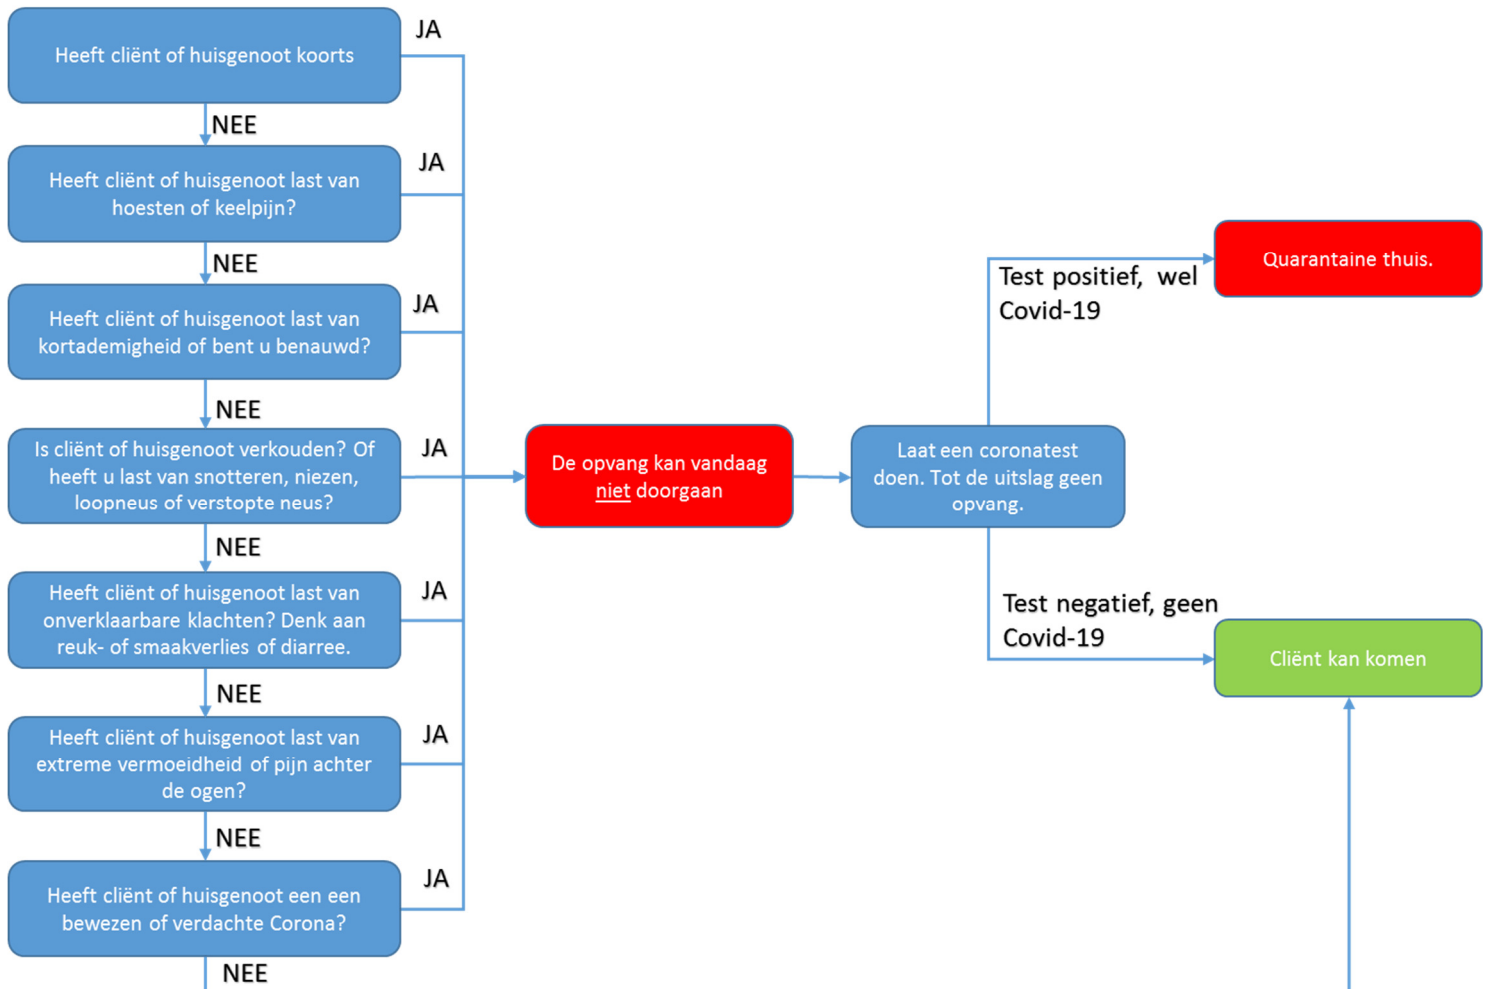 Heeft cliënt of huisgenoot koorts
JA
NEE
Heeft cliënt of huisgenoot last van
hoesten of keelpijn?
JA
NEE
Heeft cliënt of huisgenoot last van
kortademigheid of bent u benauwd?
JA
NEE
Is cliënt of huisgenoot verkouden? Of
heeft u last van snotteren, niezen,
loopneus of verstopte neus?
JA
NEE
Heeft cliënt of huisgenoot last van
onverklaarbare klachten? Denk aan
reuk- of smaakverlies of diarree.
JA
NEE
Heeft cliënt of huisgenoot last van
extreme vermoeidheid of pijn achter
de ogen?
JA
NEE
Heeft cliënt of huisgenoot een een
bewezen of verdachte Corona?
JA
NEE
De opvang kan vandaag
niet doorgaan
Laat een coronatest
doen. Tot de uitslag geen
opvang.
Test positief, wel
Covid-19
Quarantaine thuis.
Test negatief, geen
Covid-19
Cliënt kan komen